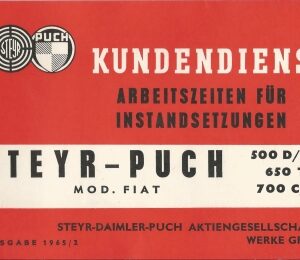 STEYR PUCH
KUNDENDIENS
ARBEITSZEITEN FÜR
INSTANDSETZUNGEN
TEYR-PUCH 500 D/
MOD. FIAT 650 T
700 C
STEYR-DAIMLER-PUCH AKTIENGESELLSCHA
WERKE GR
SGABE 1965/2